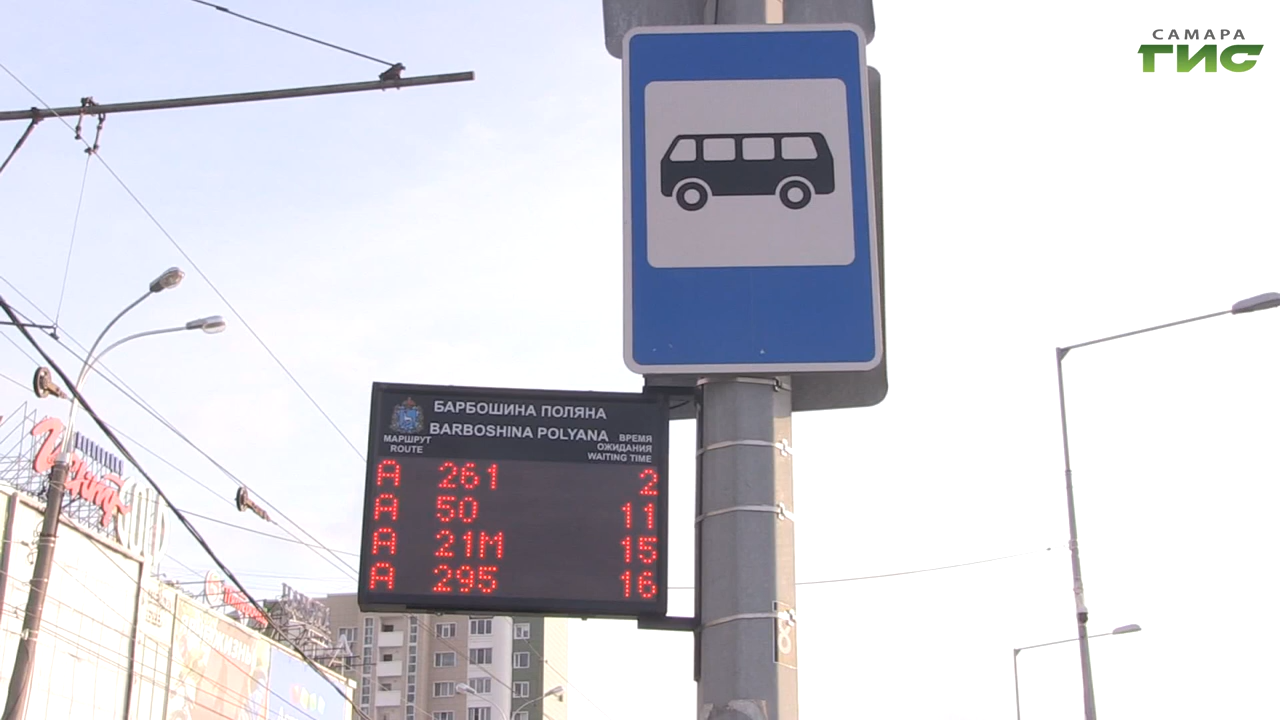 САМАРА
ГИС
БАРБОШИНА ПОЛЯНА
BARBOSHINA POLYANA
МАРШРУТ
ROUTE
ВРЕМЯ
ОЖИДАНИЯ
WAITING TIME
А 261 2
А 50 11
А 21М 15
А 295 16